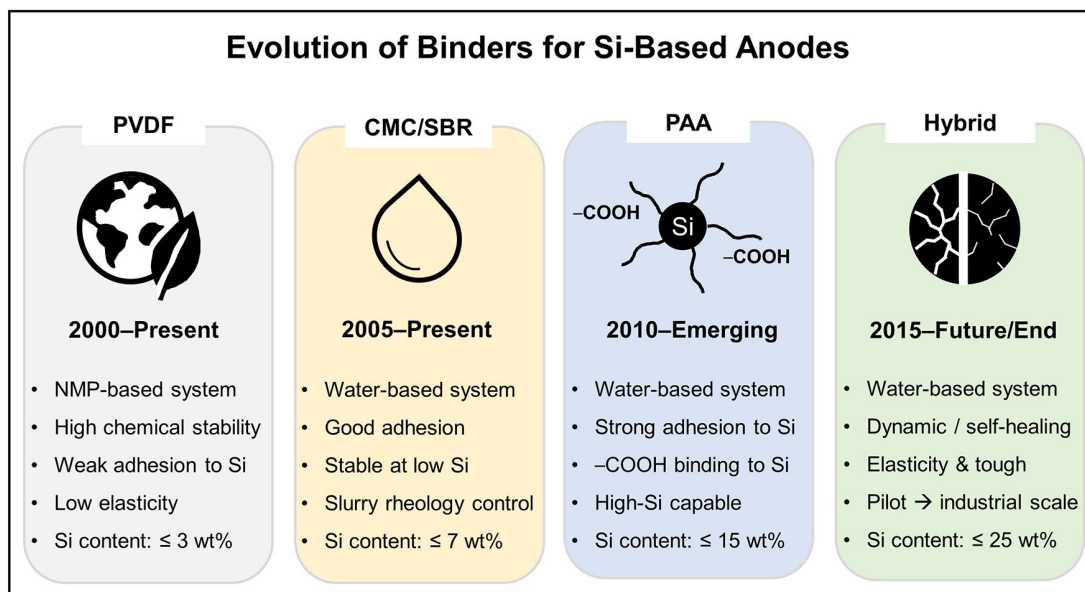 Evolution of Binders for Si-Based Anodes
PVDF
2000–Present
• NMP-based system
• High chemical stability
• Weak adhesion to Si
• Low elasticity
• Si content: ≤ 3 wt%
CMC/SBR
2005–Present
• Water-based system
• Good adhesion
• Stable at low Si
• Slurry rheology control
• Si content: ≤ 7 wt%
PAA
–COOH
Si
–COOH
2010–Emerging
• Water-based system
• Strong adhesion to Si
• –COOH binding to Si
• High-Si capable
• Si content: ≤ 15 wt%
Hybrid
2015–Future/End
• Water-based system
• Dynamic / self-healing
• Elasticity & tough
• Pilot → industrial scale
• Si content: ≤ 25 wt%